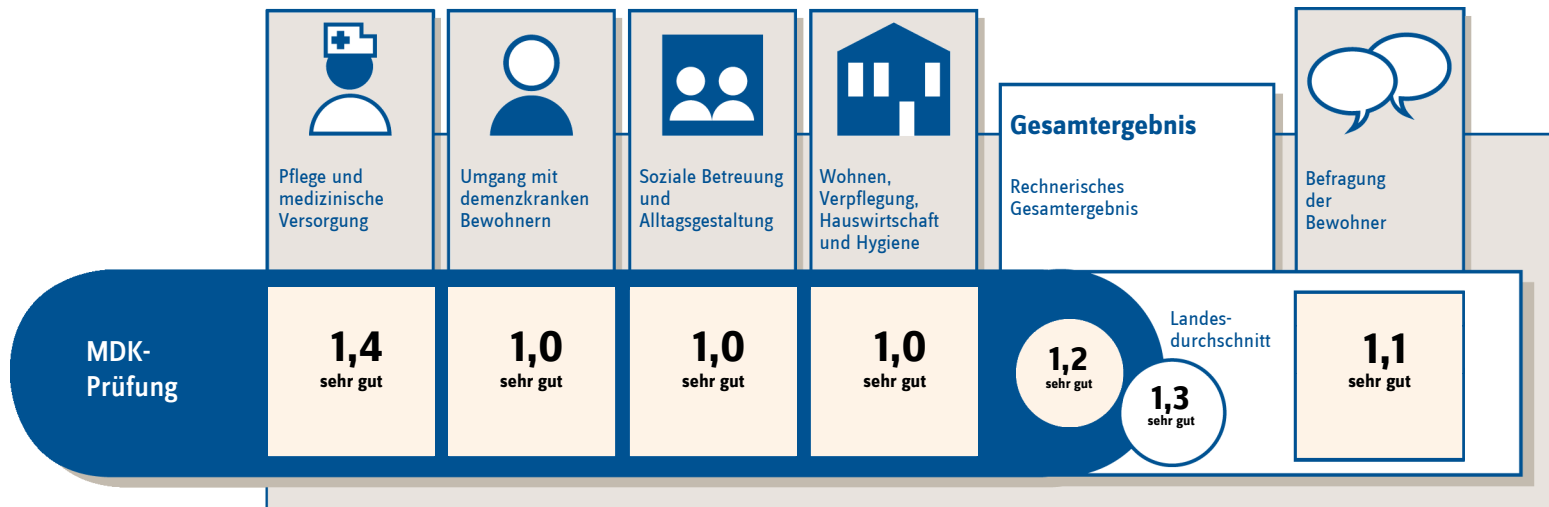 Pflege und
medizinische
Versorgung
Umgang mit
demenzkranken
Bewohnern
Soziale Betreuung
und
Alltagsgestaltung
Wohnen,
Verpflegung,
Hauswirtschaft
und Hygiene
Gesamtergebnis
Rechnerisches
Gesamtergebnis
Befragung
der
Bewohner
MDK-
Prüfung
1,4
sehr gut
1,0
sehr gut
1,0
sehr gut
1,0
sehr gut
1,2
sehr gut
Landes-
durchschnitt
1,3
sehr gut
1,1
sehr gut